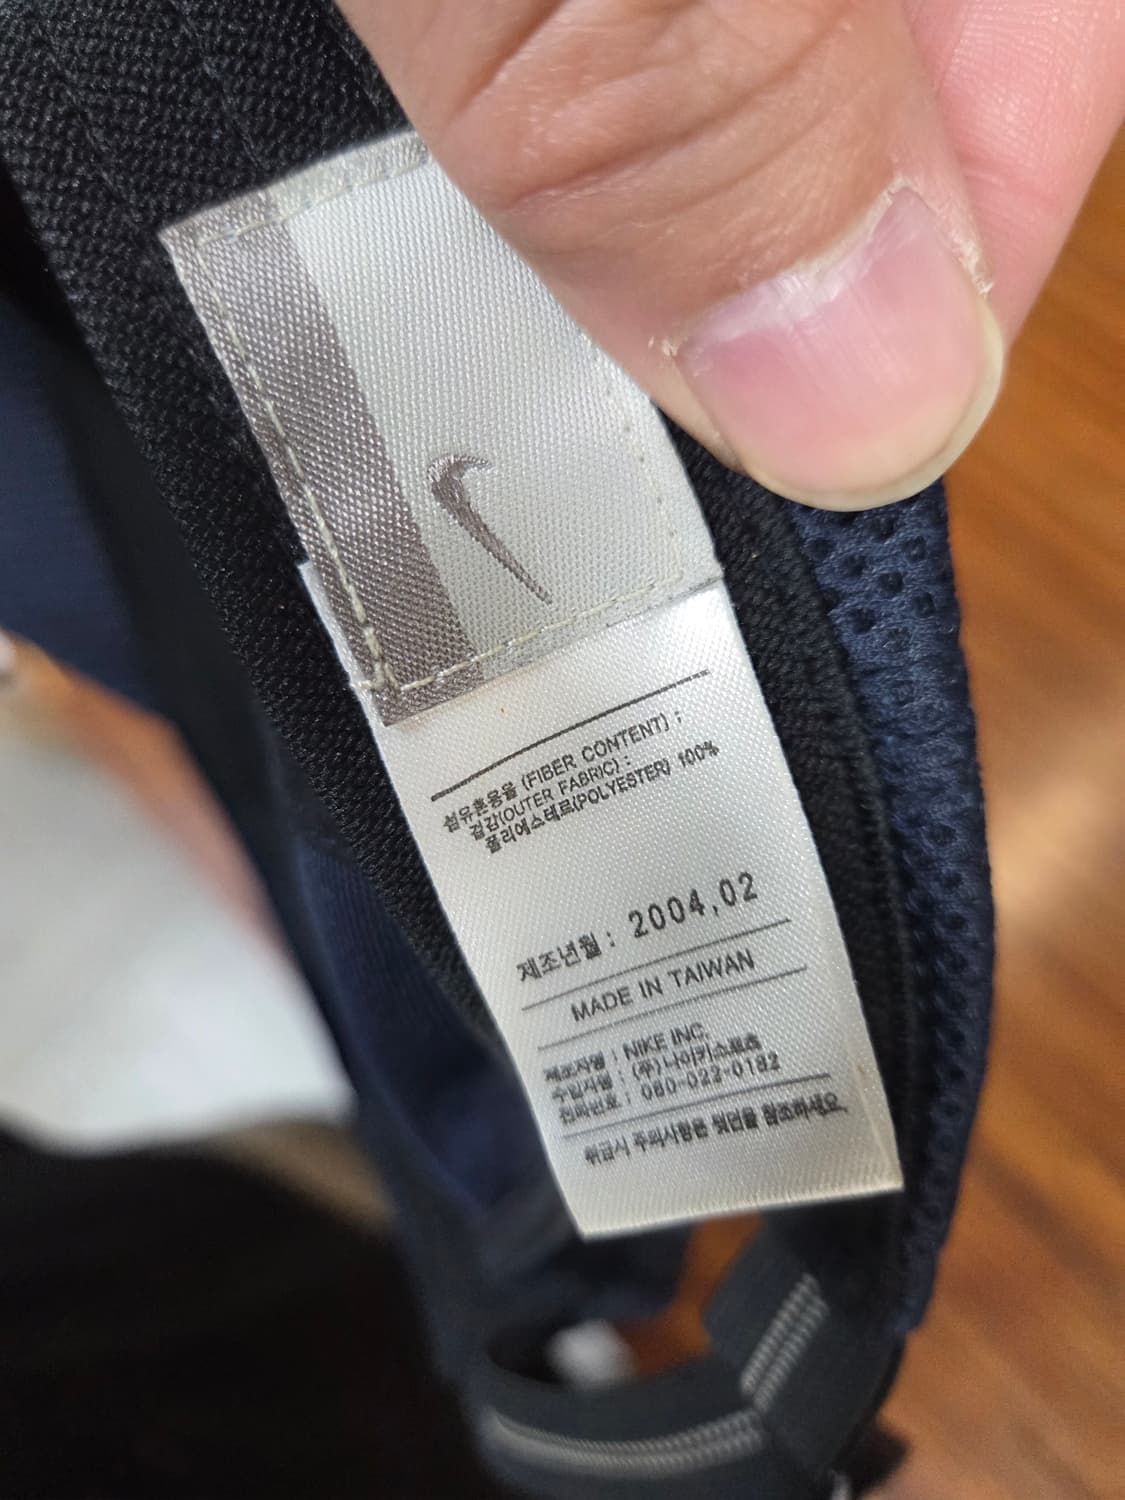 섬유혼용율 (FIBER CONTENT) :
겉감(OUTER FABRIC) :
폴리에스테르(POLYESTER) 100%
제조년월 : 2004.02
MADE IN TAIWAN
제조자명 : NIKE INC.
수입자명 : (주)나이키스포츠
전화번호 : 080-022-0182
취급시 주의사항은 뒷면을 참조하세요.